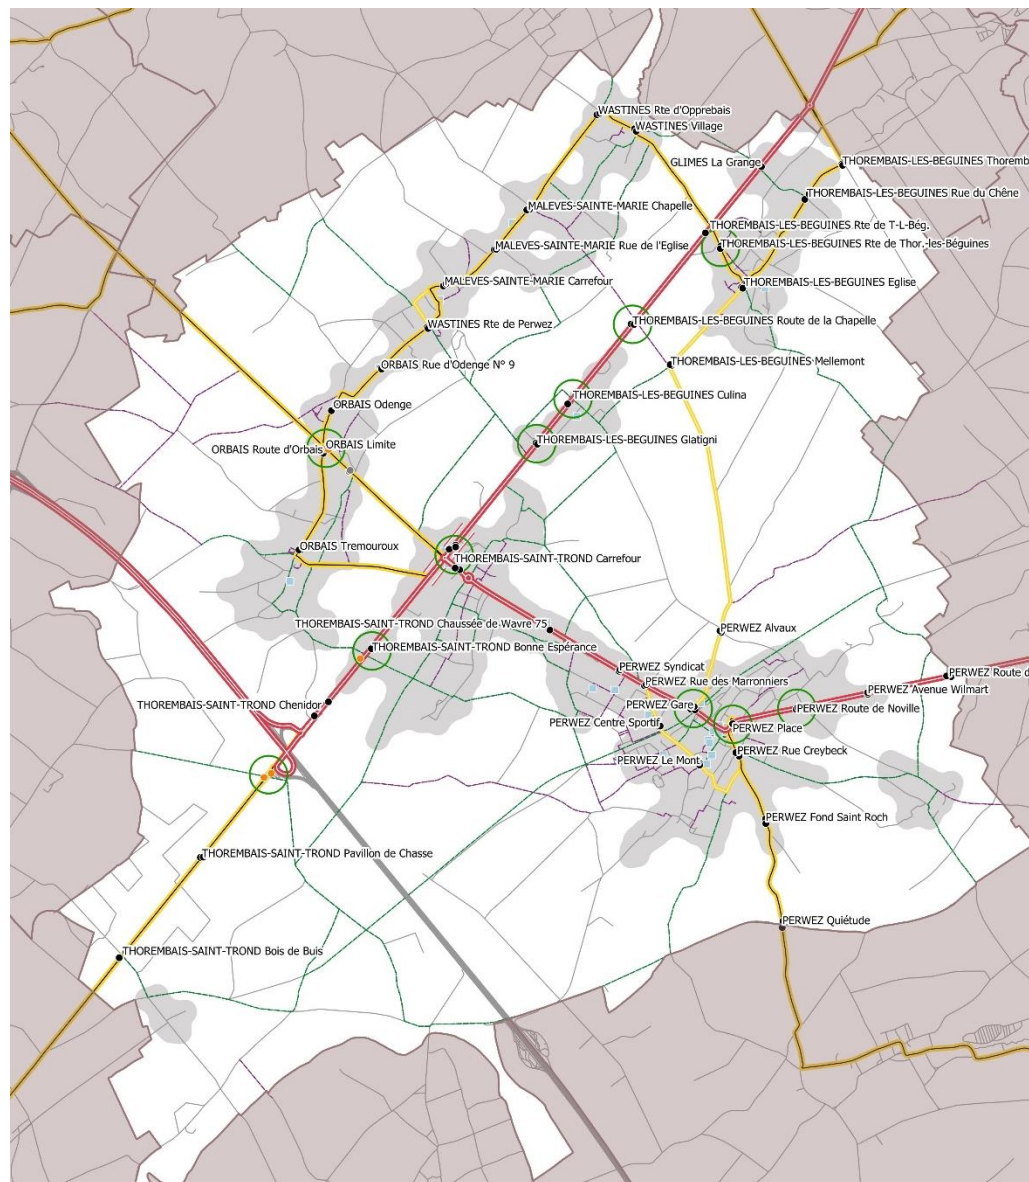 WASTINES Rte d'Opprebais
WASTINES Village
GLIMES La Grange
THOREMBAIS-LES-BEGUINES Thoremb
THOREMBAIS-LES-BEGUINES Rue du Chêne
MALEVES-SAINTE-MARIE Chapelle
THOREMBAIS-LES-BEGUINES Rte de T-L-Bég.
MALEVES-SAINTE-MARIE Rue de l'Eglise
THOREMBAIS-LES-BEGUINES Rte de Thor.-les-Béguines
MALEVES-SAINTE-MARIE Carrefour
THOREMBAIS-LES-BEGUINES Eglise
THOREMBAIS-LES-BEGUINES Route de la Chapelle
WASTINES Rte de Perwez
ORBAIS Rue d'Odenge N° 9
THOREMBAIS-LES-BEGUINES Mellemont
THOREMBAIS-LES-BEGUINES Culina
ORBAIS Odenge
ORBAIS Limite
ORBAIS Route d'Orbais
THOREMBAIS-LES-BEGUINES Glatigni
ORBAIS Tremouroux
THOREMBAIS-SAINT-TROND Carrefour
THOREMBAIS-SAINT-TROND Chaussée de Wavre 75
PERWEZ Alvaux
THOREMBAIS-SAINT-TROND Bonne Espérance
PERWEZ Syndicat
PERWEZ Route d
PERWEZ Rue des Marronniers
PERWEZ Avenue Wilmart
THOREMBAIS-SAINT-TROND Chenidor
PERWEZ Gare
PERWEZ Route de Noville
PERWEZ Centre Sportif
PERWEZ Place
PERWEZ Rue Creybeck
PERWEZ Le Mont
PERWEZ Fond Saint Roch
THOREMBAIS-SAINT-TROND Pavillon de Chasse
PERWEZ Quiétude
THOREMBAIS-SAINT-TROND Bois de Buis